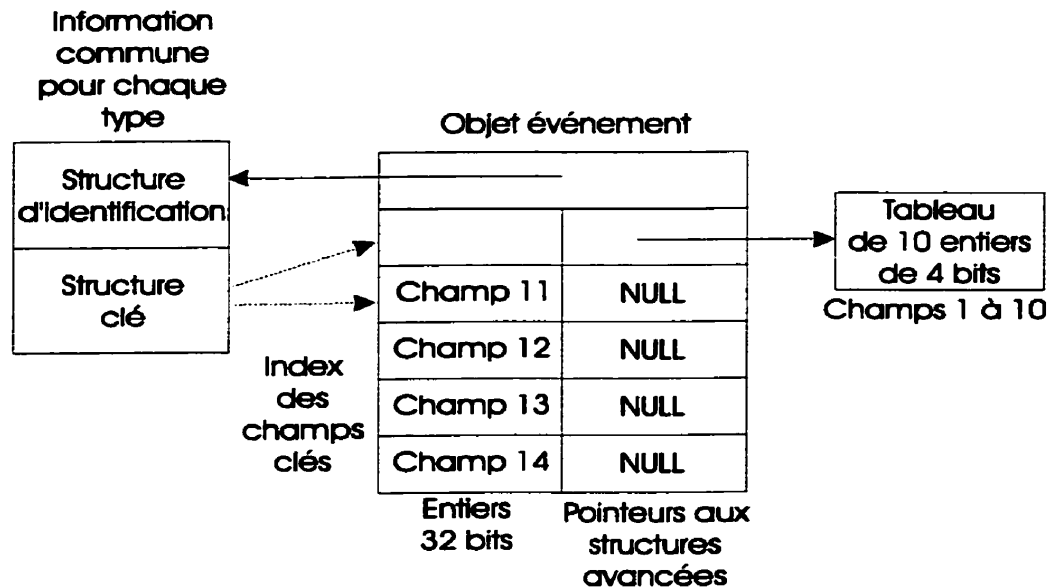 Information
commune
pour chaque
type
Structure
d'identification
Structure
clé
Index
des
champs
clés
Objet événement
Champ 11 NULL
Champ 12 NULL
Champ 13 NULL
Champ 14 NULL
Entiers
32 bits
Pointeurs aux
structures
avancées
Tableau
de 10 entiers
de 4 bits
Champs 1 à 10